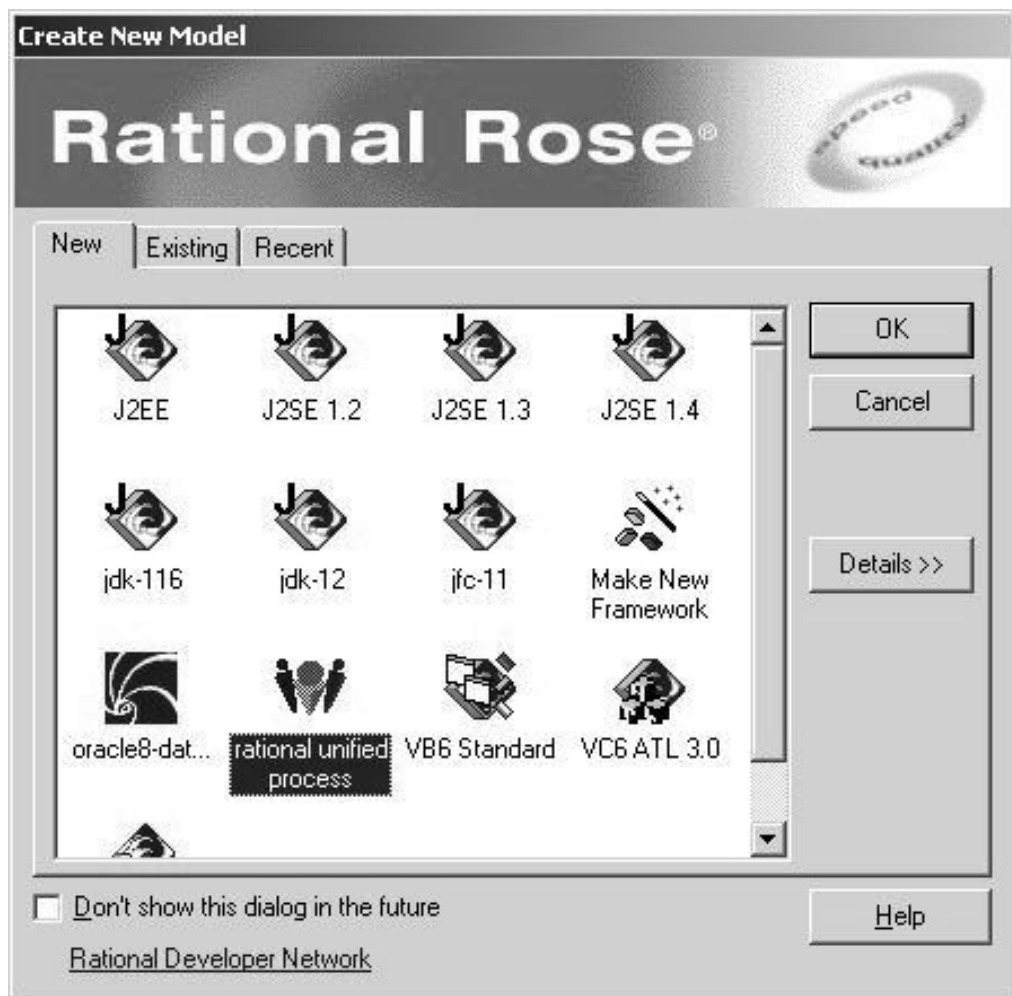 Create New Model
Rational Rose®
speed
quality
New Existing Recent
OK
Cancel
Details >>
J2EE J2SE 1.2 J2SE 1.3 J2SE 1.4
jdk-116 jdk-12 jfc-11 Make New
Framework
oracle8-dat... rational unified VB6 Standard VC6 ATL 3.0
process
Don't show this dialog in the future
Help
Rational Developer Network